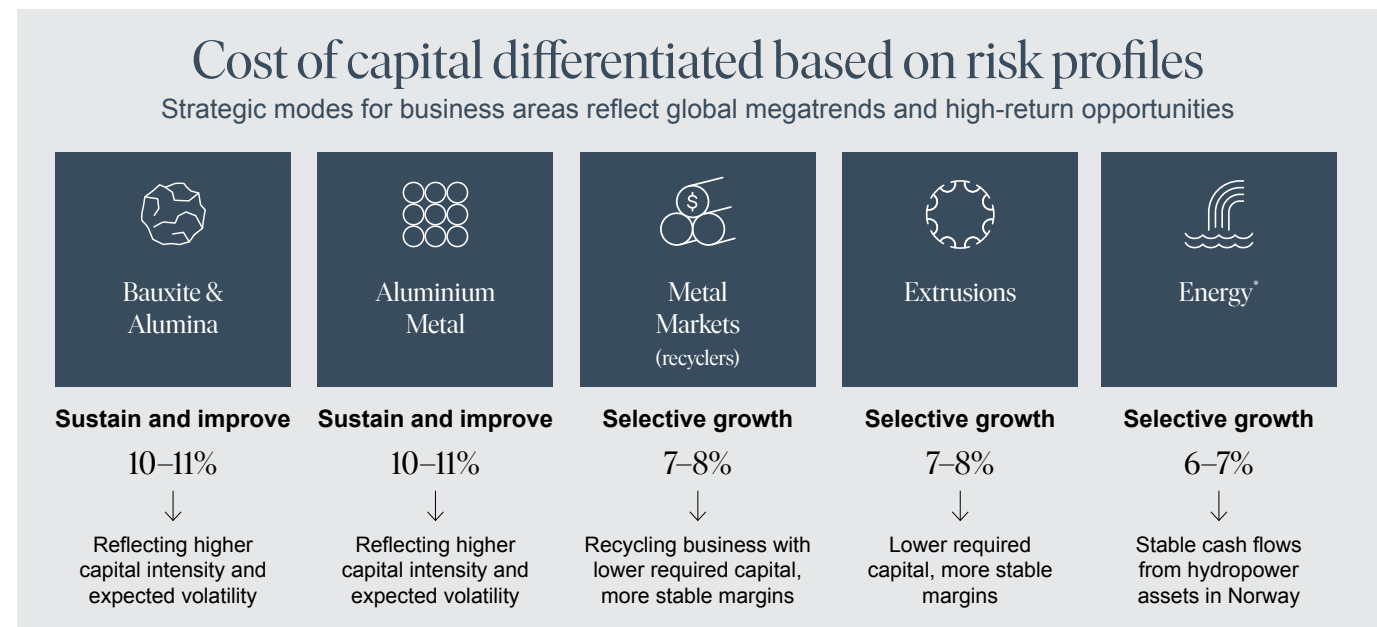 Cost of capital differentiated based on risk profiles
Strategic modes for business areas reflect global megatrends and high-return opportunities
Bauxite &
Alumina
Sustain and improve
10–11%
Reflecting higher
capital intensity and
expected volatility
Aluminium
Metal
Sustain and improve
10–11%
Reflecting higher
capital intensity and
expected volatility
$
Metal
Markets
(recyclers)
Selective growth
7–8%
Recycling business with
lower required capital,
more stable margins
Extrusions
Selective growth
7–8%
Lower required
capital, more stable
margins
Energy*
Selective growth
6–7%
Stable cash flows
from hydropower
assets in Norway